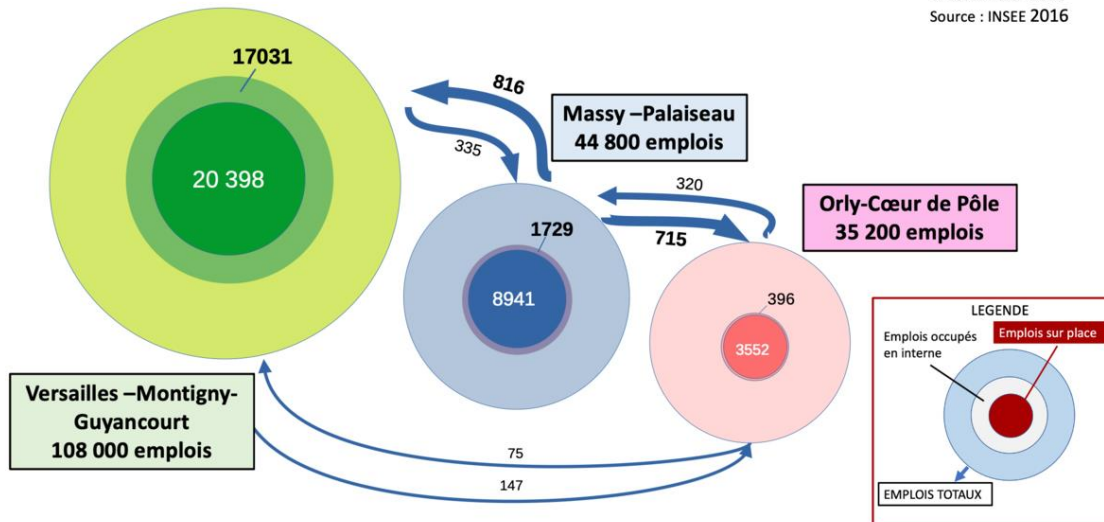 Source : INSEE 2016
17031
20 398
816
335
Massy –Palaiseau
44 800 emplois
320
715
Orly-Cœur de Pôle
35 200 emplois
1729
8941
396
3552
Versailles –Montigny-
Guyancourt
108 000 emplois
75
147
LEGENDE
Emplois occupés
en interne
Emplois sur place
EMPLOIS TOTAUX